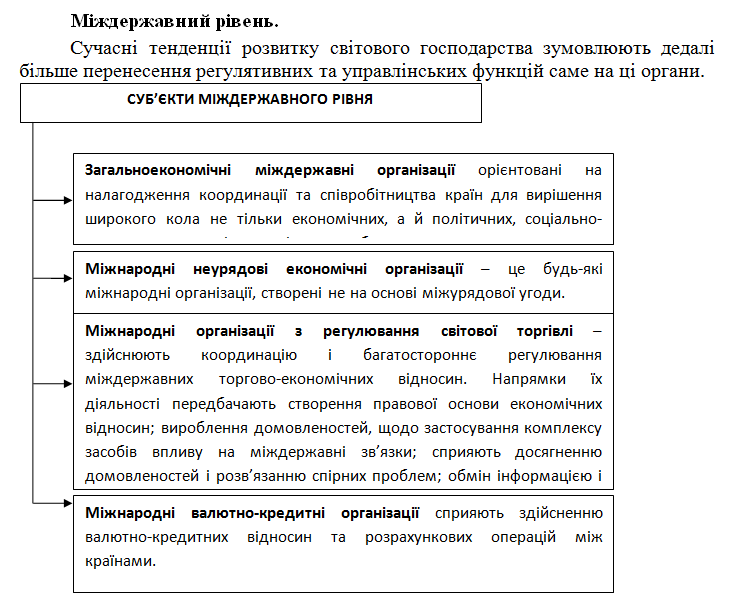 Міждержавний рівень.
Сучасні тенденції розвитку світового господарства зумовлюють дедалі
більше перенесення регулятивних та управлінських функцій саме на ці органи.
СУБ’ЄКТИ МІЖДЕРЖАВНОГО РІВНЯ
Загальноекономічні міждержавні організації орієнтовані на
налагодження координації та співробітництва країн для вирішення
широкого кола не тільки економічних, а й політичних, соціально-
Міжнародні неурядові економічні організації – це будь-які
міжнародні організації, створені не на основі міжурядової угоди.
Міжнародні організації з регулювання світової торгівлі –
здійснюють координацію і багатостороннє регулювання
міждержавних торгово-економічних відносин. Напрямки їх
діяльності передбачають створення правової основи економічних
відносин; вироблення домовленостей, щодо застосування комплексу
засобів впливу на міждержавні зв’язки; сприяють досягненню
домовленостей і розв’язанню спірних проблем; обмін інформацією і
Міжнародні валютно-кредитні організації сприяють здійсненню
валютно-кредитних відносин та розрахункових операцій між
країнами.